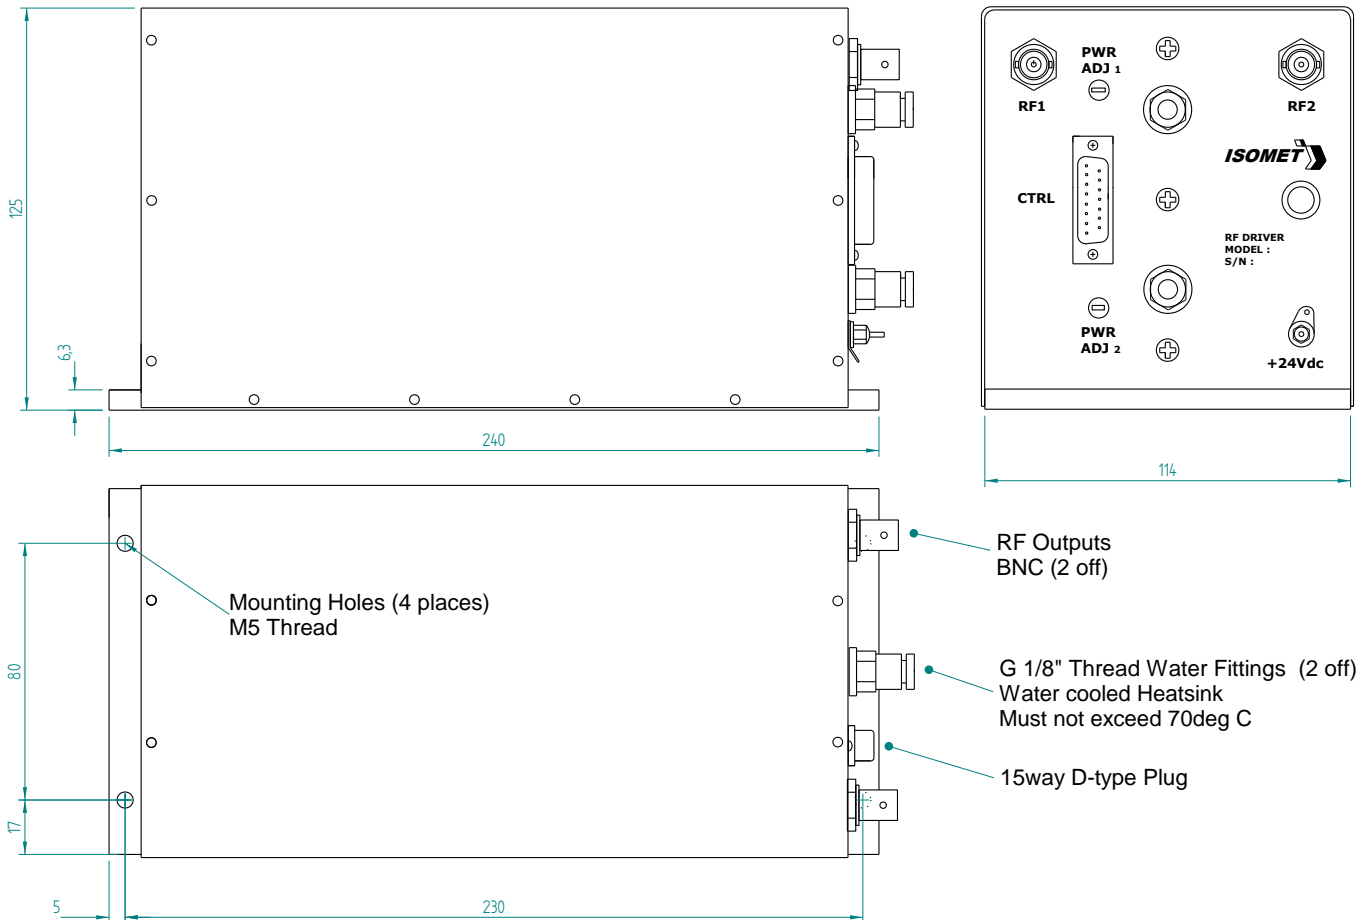 125
6,3
240
PWR
ADJ 1
RF1
RF2
CTRL
ISOMET
RF DRIVER
MODEL :
S/N :
PWR
ADJ 2
+24Vdc
114
RF Outputs
BNC (2 off)
Mounting Holes (4 places)
M5 Thread
G 1/8" Thread Water Fittings (2 off)
Water cooled Heatsink
Must not exceed 70deg C
15way D-type Plug
80
17
5
230